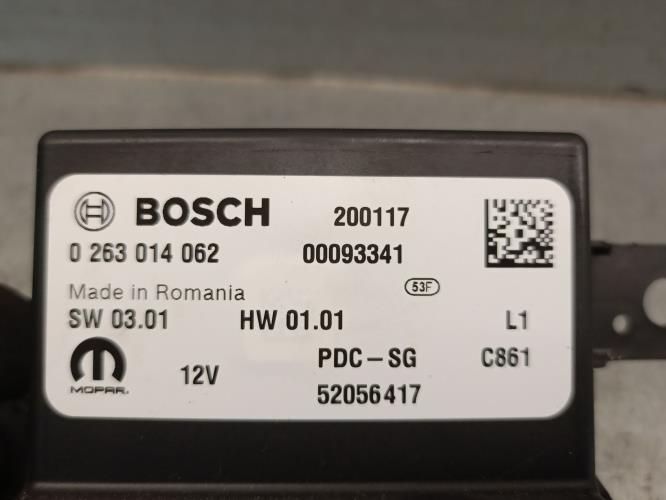 BOSCH 200117
0 263 014 062 00093341
Made in Romania 53F
SW 03.01 HW 01.01 L1
MOPAR. 12V PDC-SG C861
52056417